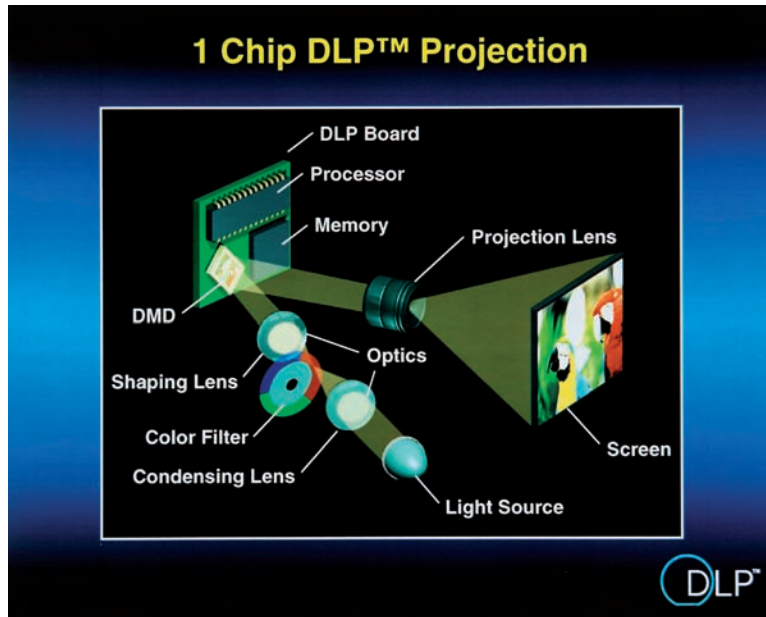 1 Chip DLP™ Projection
DLP Board
Processor
Memory
Projection Lens
DMD
Optics
Shaping Lens
Color Filter
Condensing Lens
Screen
Light Source
DLP™